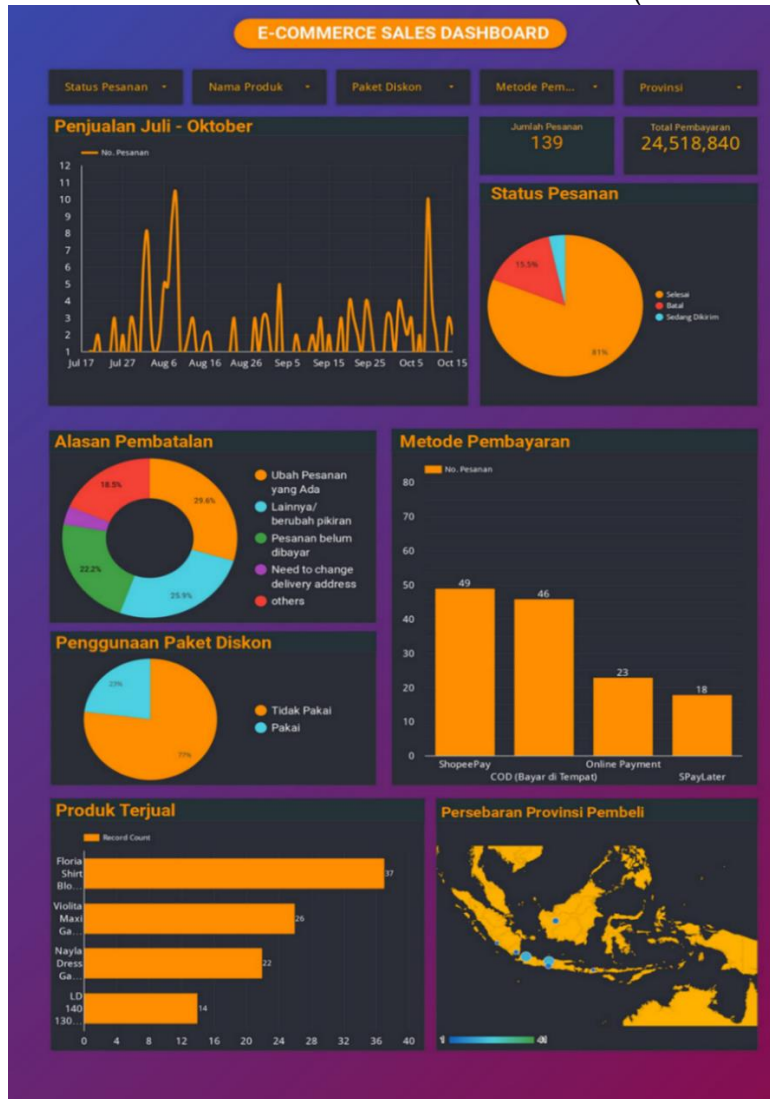 E-COMMERCE SALES DASHBOARD
Status Pesanan
Nama Produk
Paket Diskon
Metode Pem...
Provinsi
Penjualan Juli - Oktober
No. Pesanan
12
11
10
9
8
7
6
5
4
3
2
1
Jul 17 Jul 27 Aug 6 Aug 16 Aug 26 Sep 5 Sep 15 Sep 25 Oct 5 Oct 15
Jumlah Pesanan
139
Total Pembayaran
24,518,840
Status Pesanan
15.5%
81%
Selesai
Batal
Sedang Dikirim
Alasan Pembatalan
18.5%
29.6%
22.2%
25.9%
Ubah Pesanan
yang Ada
Lainnya/
berubah pikiran
Pesanan belum
dibayar
Need to change
delivery address
others
Metode Pembayaran
No. Pesanan
80
70
60
50
40
30
20
10
0
49
46
23
18
ShopeePay
COD (Bayar di Tempat)
Online Payment
SPayLater
Penggunaan Paket Diskon
23%
77%
Tidak Pakai
Pakai
Produk Terjual
Record Count
Floria
Shirt
Blo...
37
Violita
Maxi
Ga...
26
Nayla
Dress
Ga...
22
LD
140
130...
14
0 4 8 12 16 20 24 28 32 36 40
Persebaran Provinsi Pembeli